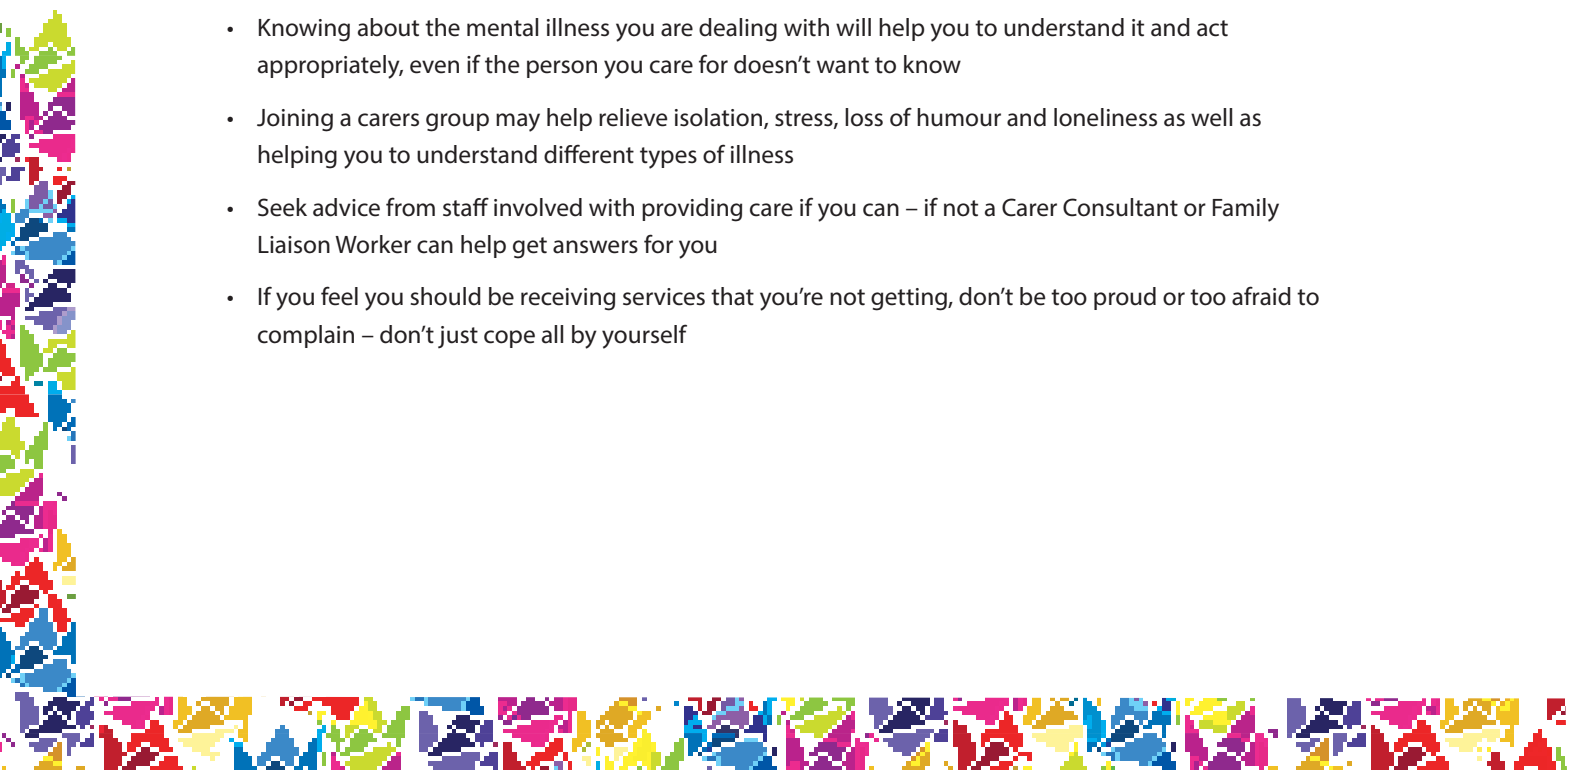 • Knowing about the mental illness you are dealing with will help you to understand it and act
appropriately, even if the person you care for doesn’t want to know
• Joining a carers group may help relieve isolation, stress, loss of humour and loneliness as well as
helping you to understand different types of illness
• Seek advice from staff involved with providing care if you can – if not a Carer Consultant or Family
Liaison Worker can help get answers for you
• If you feel you should be receiving services that you’re not getting, don’t be too proud or too afraid to
complain – don’t just cope all by yourself